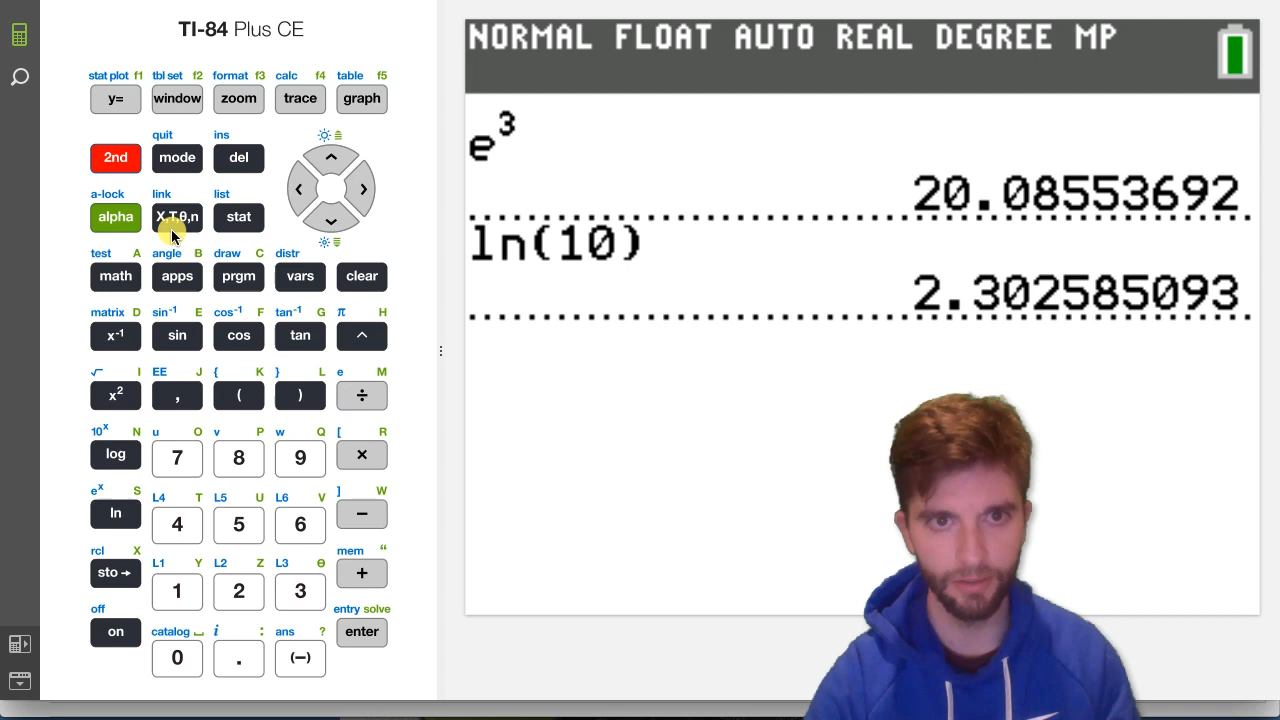 TI-84 Plus CE
stat plot f1 tbl set f2 format f3 calc f4 table f5
y= window zoom trace graph
quit ins
2nd mode del
a-lock link list
alpha X,T,θ,n stat
test A angle B draw C distr
math apps prgm vars clear
matrix D sin⁻¹ E cos⁻¹ F tan⁻¹ G π H
x⁻¹ sin cos tan ^
√ I EE J { K } L e M
x² , ( ) ÷
10ˣ N u O v P w Q [ R
log 7 8 9 ×
eˣ S L4 T L5 U L6 V ] W
ln 4 5 6 −
rcl X L1 Y L2 Z L3 θ mem “
sto→ 1 2 3 +
off catalog ⎵ i : ans ? entry solve
on 0 . (−) enter
NORMAL FLOAT AUTO REAL DEGREE MP
e³
20.08553692
ln(10)
2.302585093